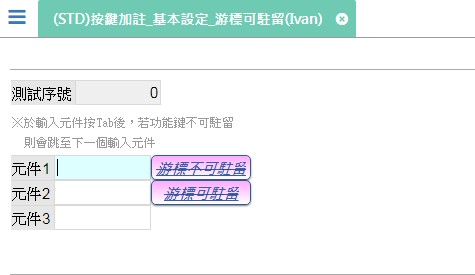 (STD)按鍵加註_基本設定_游標可駐留(Ivan)
測試序號 0
※於輸入元件按Tab後，若功能鍵不可駐留
則會跳至下一個輸入元件
元件1 游標不可駐留
元件2 游標可駐留
元件3